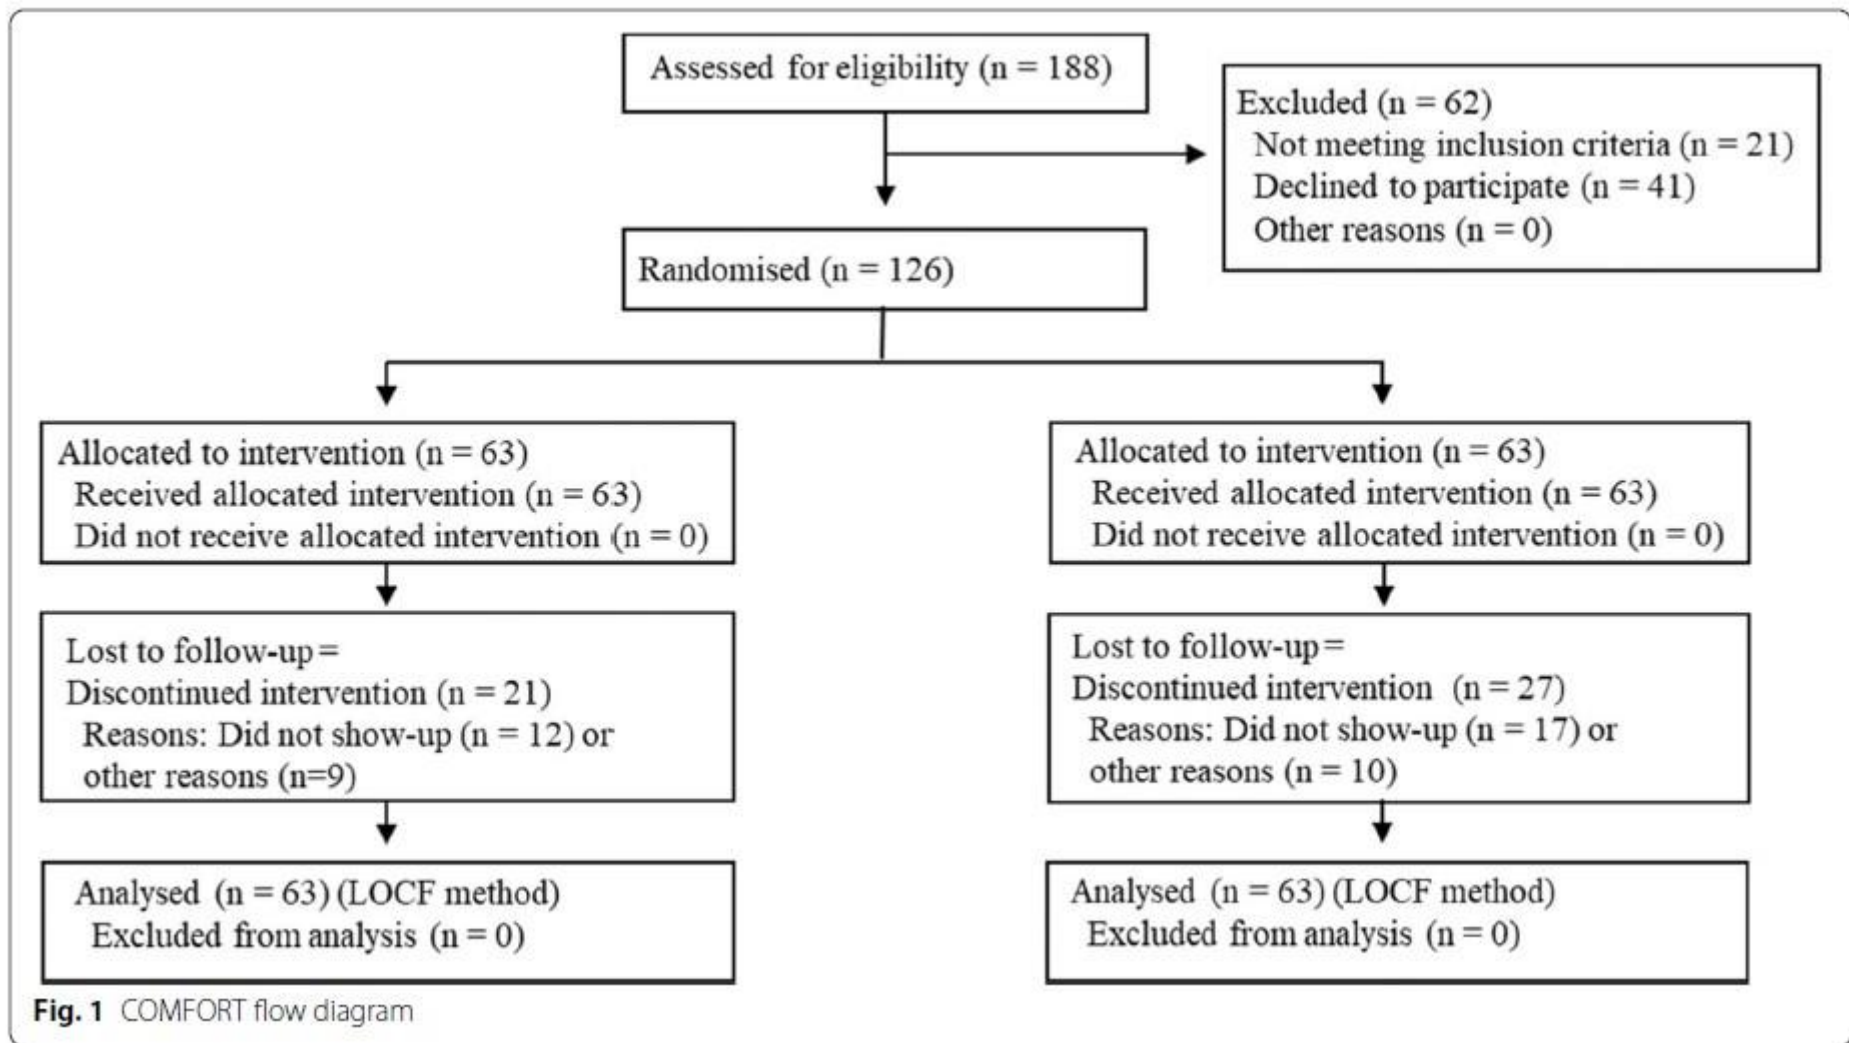 Assessed for eligibility (n = 188)
Excluded (n = 62)
Not meeting inclusion criteria (n = 21)
Declined to participate (n = 41)
Other reasons (n = 0)
Randomised (n = 126)
Allocated to intervention (n = 63)
Received allocated intervention (n = 63)
Did not receive allocated intervention (n = 0)
Allocated to intervention (n = 63)
Received allocated intervention (n = 63)
Did not receive allocated intervention (n = 0)
Lost to follow-up =
Discontinued intervention (n = 21)
Reasons: Did not show-up (n = 12) or
other reasons (n=9)
Lost to follow-up =
Discontinued intervention (n = 27)
Reasons: Did not show-up (n = 17) or
other reasons (n = 10)
Analysed (n = 63) (LOCF method)
Excluded from analysis (n = 0)
Analysed (n = 63) (LOCF method)
Excluded from analysis (n = 0)
Fig. 1 COMFORT flow diagram